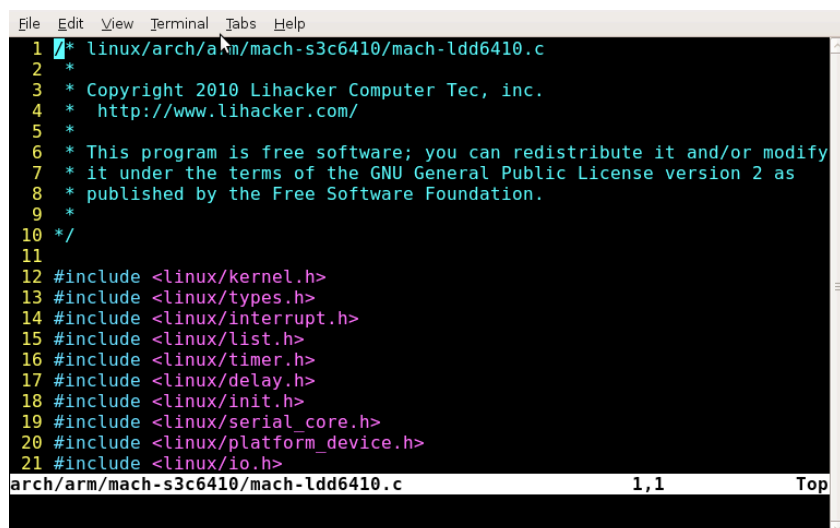 File Edit View Terminal Tabs Help
1 /* linux/arch/arm/mach-s3c6410/mach-ldd6410.c
2 *
3 * Copyright 2010 Lihacker Computer Tec, inc.
4 * http://www.lihacker.com/
5 *
6 * This program is free software; you can redistribute it and/or modify
7 * it under the terms of the GNU General Public License version 2 as
8 * published by the Free Software Foundation.
9 *
10 */
11
12 #include <linux/kernel.h>
13 #include <linux/types.h>
14 #include <linux/interrupt.h>
15 #include <linux/list.h>
16 #include <linux/timer.h>
17 #include <linux/delay.h>
18 #include <linux/init.h>
19 #include <linux/serial_core.h>
20 #include <linux/platform_device.h>
21 #include <linux/io.h>
arch/arm/mach-s3c6410/mach-ldd6410.c 1,1 Top